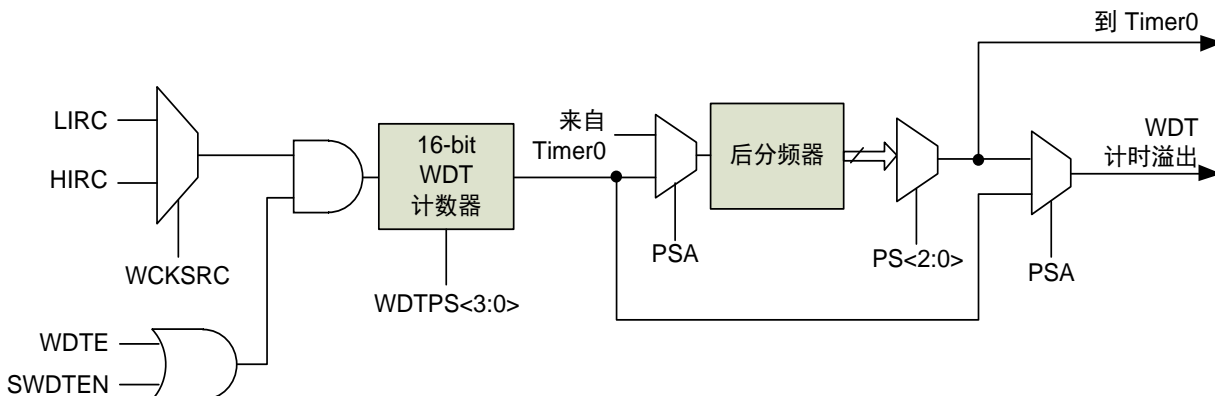 到 Timer0
LIRC
HIRC
WCKSRC
16-bit
WDT
计数器
WDTPS<3:0>
来自
Timer0
PSA
后分频器
PS<2:0>
WDT
计时溢出
PSA
WDTE
SWDTEN